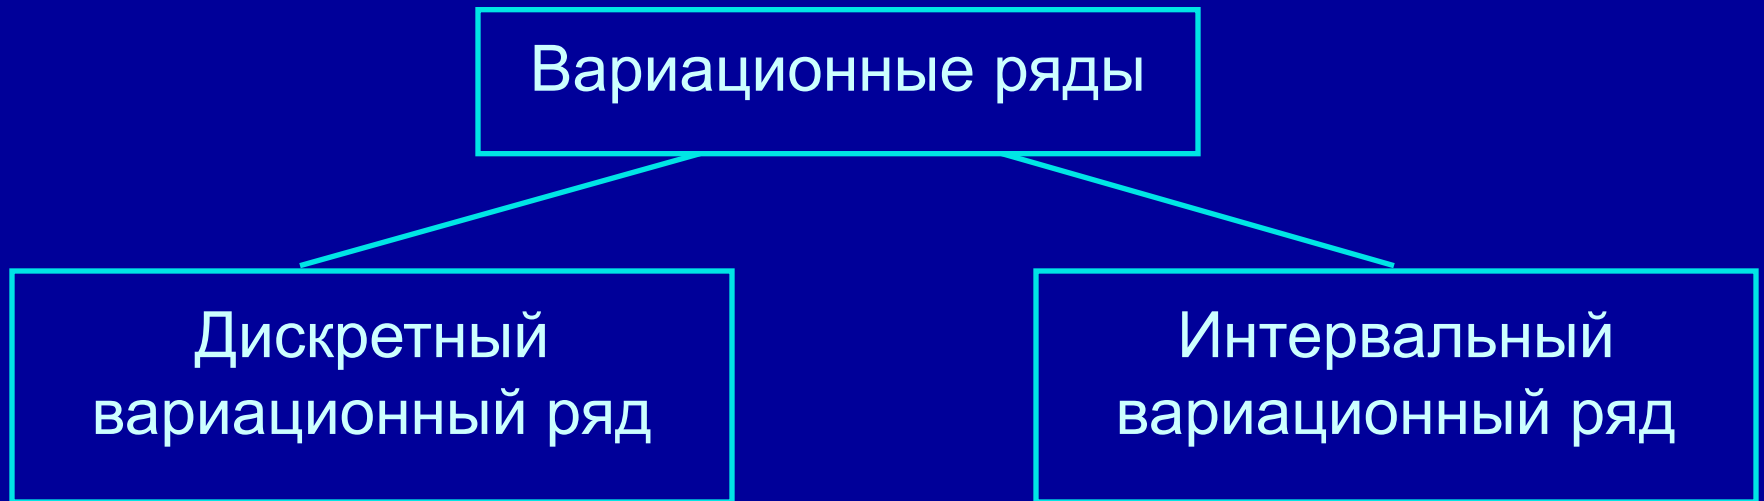 Вариационные ряды
Дискретный
вариационный ряд
Интервальный
вариационный ряд